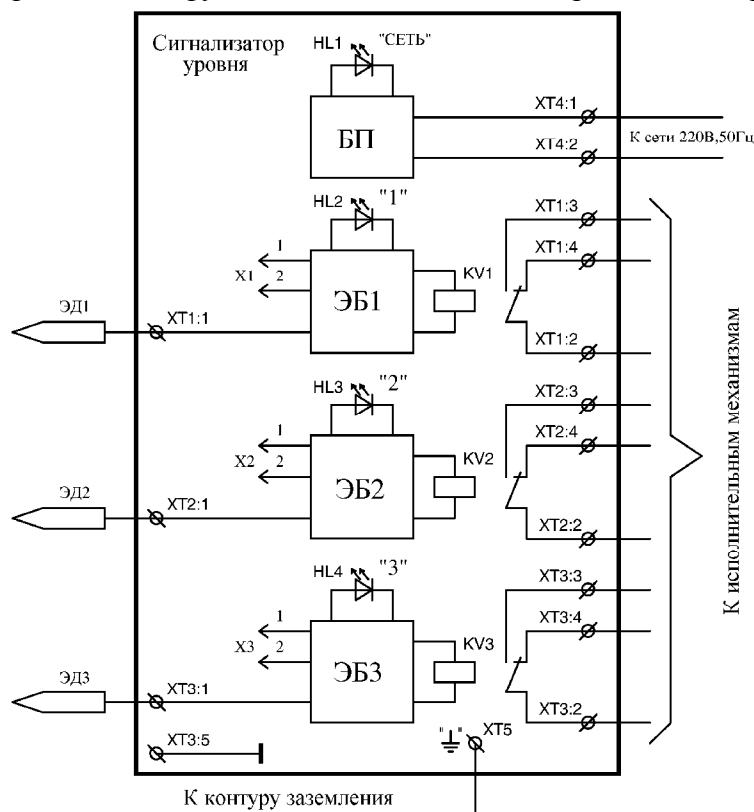 Сигнализатор
уровня
HL1
"СЕТЬ"
БП
XT4:1
XT4:2
К сети 220В,50Гц
HL2
"1"
XT1:3
1
X1
2
ЭБ1
KV1
XT1:4
ЭД1
XT1:1
XT1:2
HL3
"2"
XT2:3
1
X2
2
ЭБ2
KV2
XT2:4
ЭД2
XT2:1
XT2:2
HL4
"3"
XT3:3
1
X3
2
ЭБ3
KV3
XT3:4
ЭД3
XT3:1
XT3:2
XT3:5
" "
XT5
К контуру заземления
К исполнительным механизмам